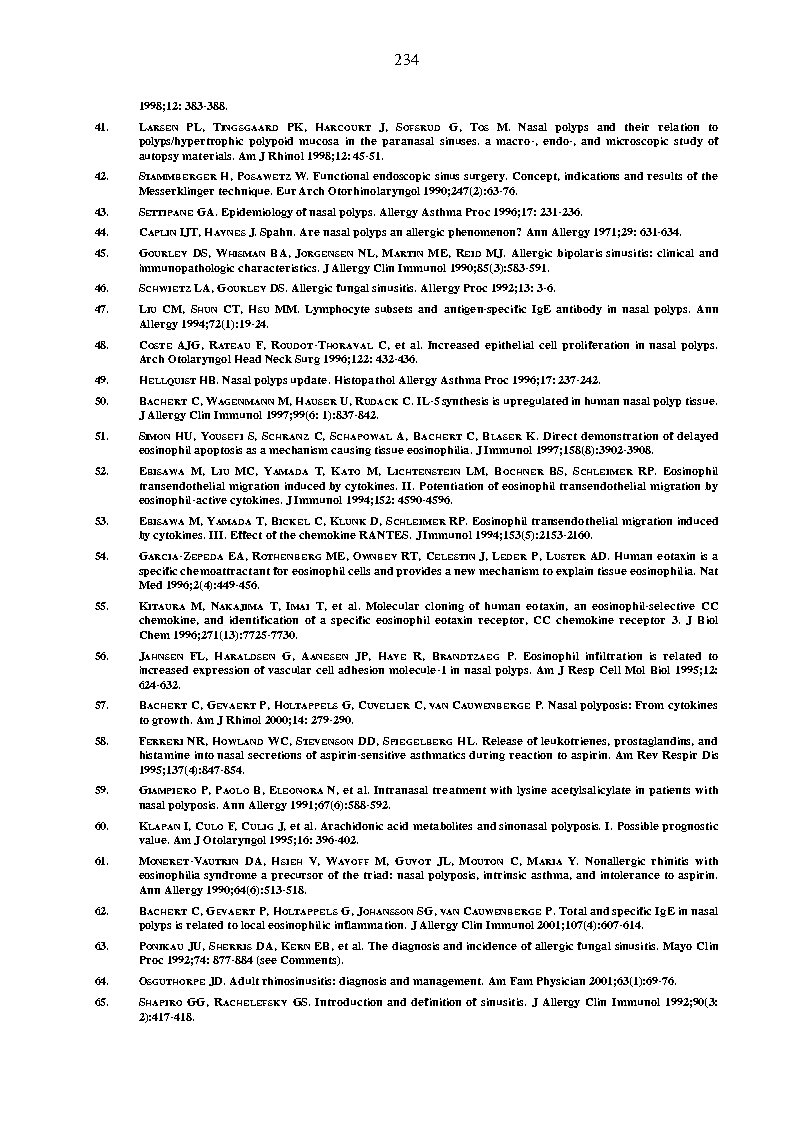 234
1998;12: 383-388.
41. LARSEN PL, TINGSGAARD PK, HARCOURT J, SOFSRUD G, TOS M. Nasal polyps and their relation to
polyps/hypertrophic polypoid mucosa in the paranasal sinuses. a macro-, endo-, and microscopic study of
autopsy materials. Am J Rhinol 1998;12: 45-51.
42. STAMMBERGER H, POSAWETZ W. Functional endoscopic sinus surgery. Concept, indications and results of the
Messerklinger technique. Eur Arch Otorhinolaryngol 1990;247(2):63-76.
43. SETTIPANE GA. Epidemiology of nasal polyps. Allergy Asthma Proc 1996;17: 231-236.
44. CAPLIN IJT, HAYNES J. Spahn. Are nasal polyps an allergic phenomenon? Ann Allergy 1971;29: 631-634.
45. GOURLEY DS, WHISMAN BA, JORGENSEN NL, MARTIN ME, REID MJ. Allergic bipolaris sinusitis: clinical and
immunopathologic characteristics. J Allergy Clin Immunol 1990;85(3):583-591.
46. SCHWIETZ LA, GOURLEY DS. Allergic fungal sinusitis. Allergy Proc 1992;13: 3-6.
47. LIU CM, SHUN CT, HSU MM. Lymphocyte subsets and antigen-specific IgE antibody in nasal polyps. Ann
Allergy 1994;72(1):19-24.
48. COSTE AJG, RATEAU F, ROUDOT-THORAVAL C, et al. Increased epithelial cell proliferation in nasal polyps.
Arch Otolaryngol Head Neck Surg 1996;122: 432-436.
49. HELLQUIST HB. Nasal polyps update. Histopathol Allergy Asthma Proc 1996;17: 237-242.
50. BACHERT C, WAGENMANN M, HAUSER U, RUDACK C. IL-5 synthesis is upregulated in human nasal polyp tissue.
J Allergy Clin Immunol 1997;99(6: 1):837-842.
51. SIMON HU, YOUSEFI S, SCHRANZ C, SCHAPOWAL A, BACHERT C, BLASER K. Direct demonstration of delayed
eosinophil apoptosis as a mechanism causing tissue eosinophilia. J Immunol 1997;158(8):3902-3908.
52. EBISAWA M, LIU MC, YAMADA T, KATO M, LICHTENSTEIN LM, BOCHNER BS, SCHLEIMER RP. Eosinophil
transendothelial migration induced by cytokines. II. Potentiation of eosinophil transendothelial migration by
eosinophil-active cytokines. J Immunol 1994;152: 4590-4596.
53. EBISAWA M, YAMADA T, BICKEL C, KLUNK D, SCHLEIMER RP. Eosinophil transendothelial migration induced
by cytokines. III. Effect of the chemokine RANTES. J Immunol 1994;153(5):2153-2160.
54. GARCIA-ZEPEDA EA, ROTHENBERG ME, OWNBEY RT, CELESTIN J, LEDER P, LUSTER AD. Human eotaxin is a
specific chemoattractant for eosinophil cells and provides a new mechanism to explain tissue eosinophilia. Nat
Med 1996;2(4):449-456.
55. KITAURA M, NAKAJIMA T, IMAI T, et al. Molecular cloning of human eotaxin, an eosinophil-selective CC
chemokine, and identification of a specific eosinophil eotaxin receptor, CC chemokine receptor 3. J Biol
Chem 1996;271(13):7725-7730.
56. JAHNSEN FL, HARALDSEN G, AANESEN JP, HAYE R, BRANDTZAEG P. Eosinophil infiltration is related to
increased expression of vascular cell adhesion molecule-1 in nasal polyps. Am J Resp Cell Mol Biol 1995;12:
624-632.
57. BACHERT C, GEVAERT P, HOLTAPPELS G, CUVELIER C, VAN CAUWENBERGE P. Nasal polyposis: From cytokines
to growth. Am J Rhinol 2000;14: 279-290.
58. FERRERI NR, HOWLAND WC, STEVENSON DD, SPIEGELBERG HL. Release of leukotrienes, prostaglandins, and
histamine into nasal secretions of aspirin-sensitive asthmatics during reaction to aspirin. Am Rev Respir Dis
1995;137(4):847-854.
59. GIAMPIERO P, PAOLO B, ELEONORA N, et al. Intranasal treatment with lysine acetylsalicylate in patients with
nasal polyposis. Ann Allergy 1991;67(6):588-592.
60. KLAPAN I, CULO F, CULIG J, et al. Arachidonic acid metabolites and sinonasal polyposis. I. Possible prognostic
value. Am J Otolaryngol 1995;16: 396-402.
61. MONERET-VAUTRIN DA, HSIEH V, WAYOFF M, GUYOT JL, MOUTON C, MARIA Y. Nonallergic rhinitis with
eosinophilia syndrome a precursor of the triad: nasal polyposis, intrinsic asthma, and intolerance to aspirin.
Ann Allergy 1990;64(6):513-518.
62. BACHERT C, GEVAERT P, HOLTAPPELS G, JOHANSSON SG, VAN CAUWENBERGE P. Total and specific IgE in nasal
polyps is related to local eosinophilic inflammation. J Allergy Clin Immunol 2001;107(4):607-614.
63. PONIKAU JU, SHERRIS DA, KERN EB, et al. The diagnosis and incidence of allergic fungal sinusitis. Mayo Clin
Proc 1992;74: 877-884 (see Comments).
64. OSGUTHORPE JD. Adult rhinosinusitis: diagnosis and management. Am Fam Physician 2001;63(1):69-76.
65. SHAPIRO GG, RACHELEFSKY GS. Introduction and definition of sinusitis. J Allergy Clin Immunol 1992;90(3:
2):417-418.